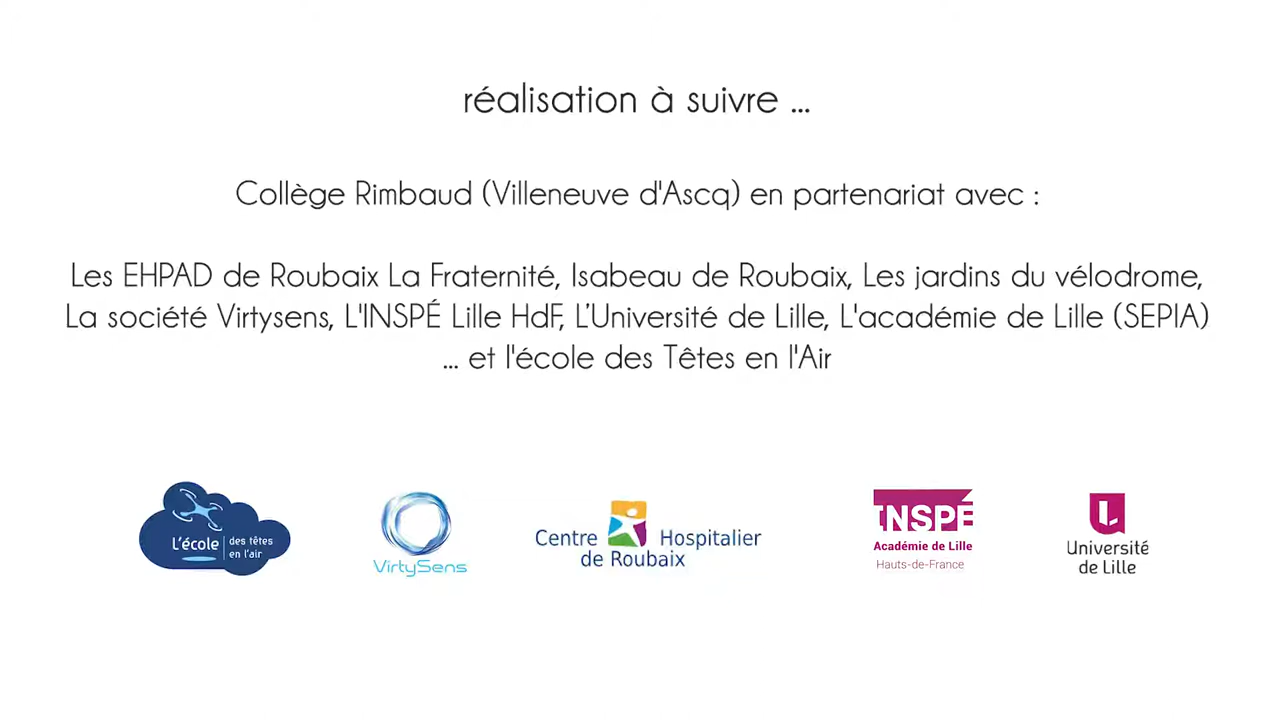 réalisation à suivre ...
Collège Rimbaud (Villeneuve d'Ascq) en partenariat avec :
Les EHPAD de Roubaix La Fraternité, Isabeau de Roubaix, Les jardins du vélodrome,
La société Virtysens, L'INSPÉ Lille HdF, L’Université de Lille, L'académie de Lille (SEPIA)
... et l'école des Têtes en l'Air
L'école des têtes en l'air
VirtySens
Centre Hospitalier
de Roubaix
INSPÉ
Académie de Lille
Hauts-de-France
Université
de Lille